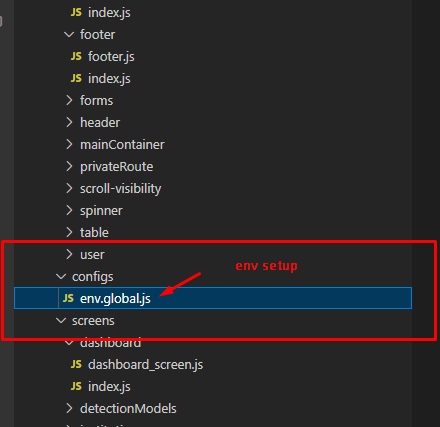 JS index.js
footer
JS footer.js
JS index.js
forms
header
mainContainer
privateRoute
scroll-visibility
spinner
table
user
env setup
configs
JS env.global.js
screens
dashboard
JS dashboard_screen.js
JS index.js
detectionModels